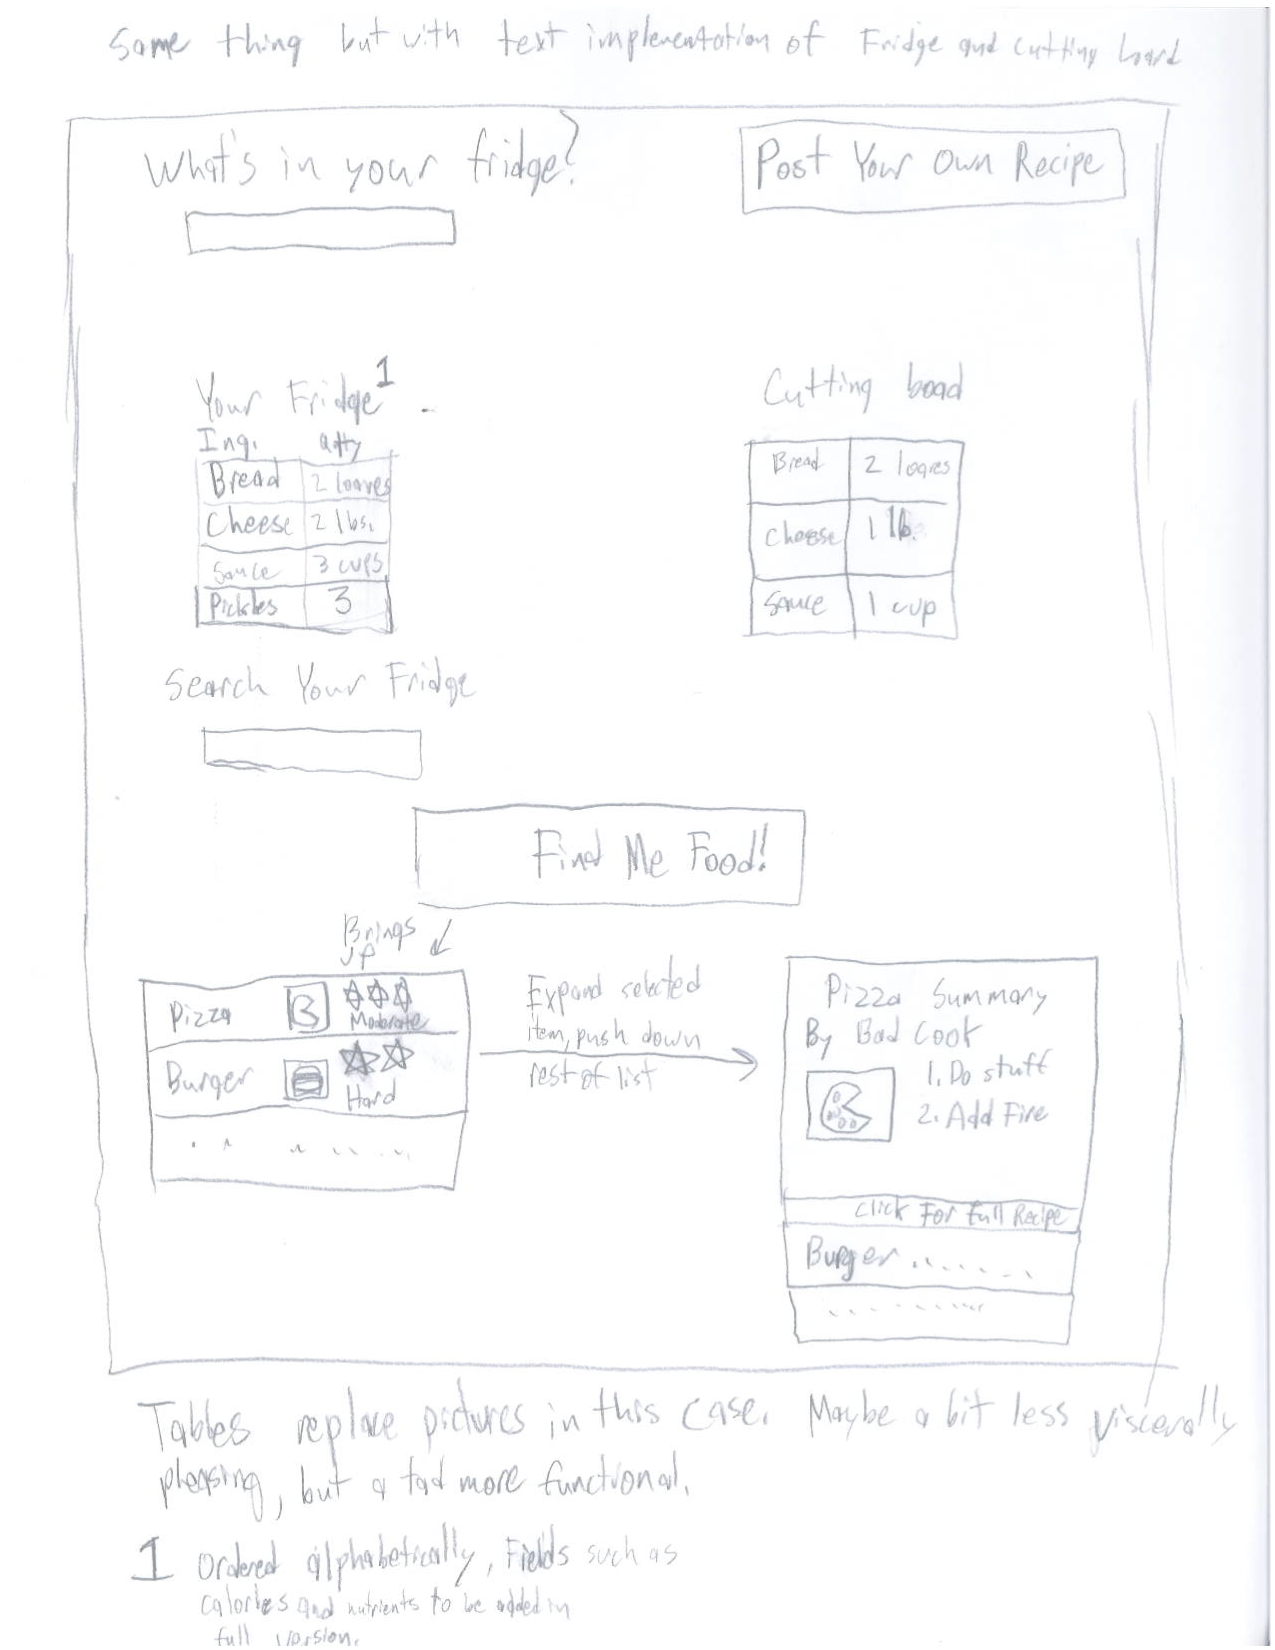 Same thing but with text implementation of Fridge and cutting board
What's in your fridge?
Post Your Own Recipe
Your Fridge 1
Ing. Qtty
Bread 2 loaves
Cheese 2 lbs.
Sauce 3 cups
Pickles 3
Cutting boad
Bread 2 loaves
Cheese 1 lb.
Sauce 1 cup
Search Your Fridge
Find Me Food!
Brings
up
Pizza
Moderate
Burger
Hard
Expand selected
item, push down
rest of list
Pizza Summary
By Bad Cook
1. Do stuff
2. Add Fire
Click For Full Recipe
Burger
Tables replace pictures in this case. Maybe a bit less viscerally
pleasing, but a tad more functional.
1 Ordered alphabetically, Fields such as
calories and nutrients to be added in
full version.